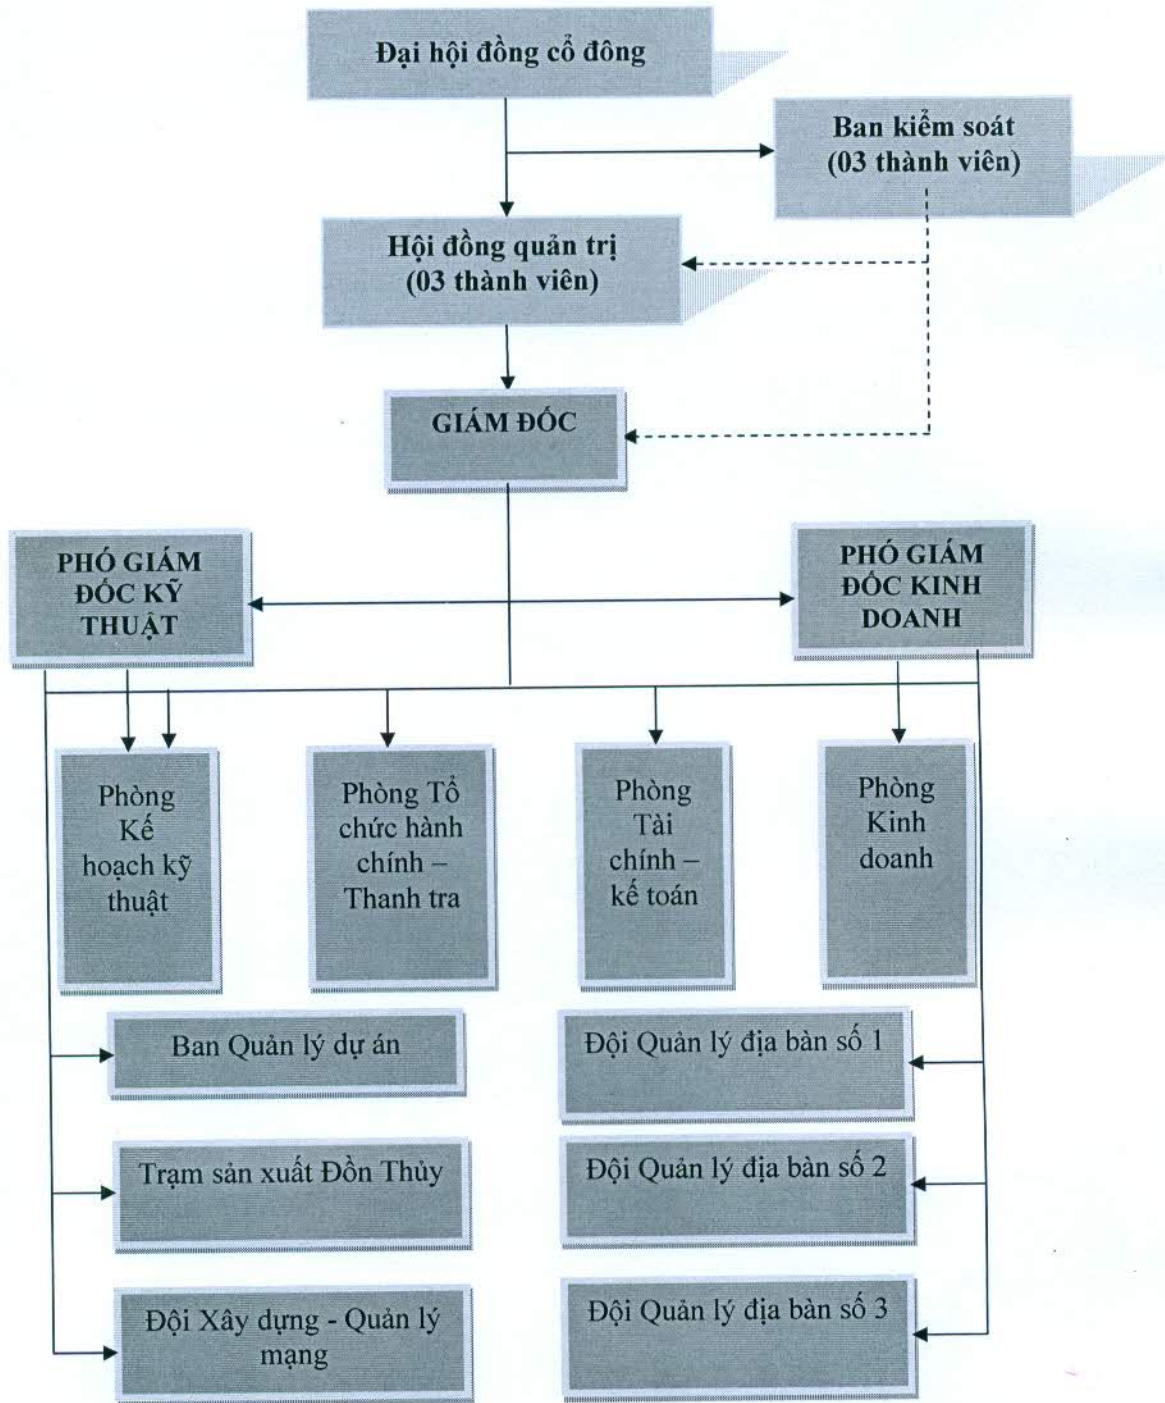 Đại hội đồng cổ đông
Ban kiểm soát
(03 thành viên)
Hội đồng quản trị
(03 thành viên)
GIÁM ĐỐC
PHÓ GIÁM
ĐỐC KỸ
THUẬT
PHÓ GIÁM
ĐỐC KINH
DOANH
Phòng
Kế
hoạch kỹ
thuật
Phòng Tổ
chức hành
chính –
Thanh tra
Phòng
Tài
chính –
kế toán
Phòng
Kinh
doanh
Ban Quản lý dự án
Đội Quản lý địa bàn số 1
Trạm sản xuất Đồn Thủy
Đội Quản lý địa bàn số 2
Đội Xây dựng - Quản lý
mạng
Đội Quản lý địa bàn số 3